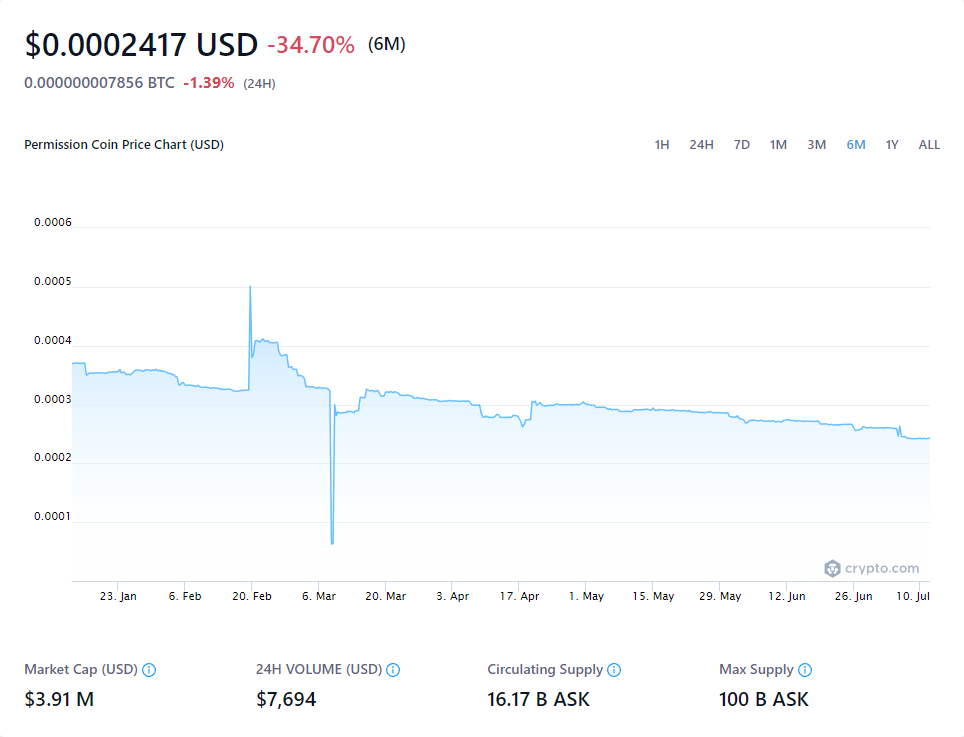 $0.0002417 USD -34.70% (6M)
0.000000007856 BTC -1.39% (24H)
Permission Coin Price Chart (USD) 1H 24H 7D 1M 3M 6M 1Y ALL
0.0006
0.0005
0.0004
0.0003
0.0002
0.0001
crypto.com
23. Jan 6. Feb 20. Feb 6. Mar 20. Mar 3. Apr 17. Apr 1. May 15. May 29. May 12. Jun 26. Jun 10. Jul
Market Cap (USD) 24H VOLUME (USD) Circulating Supply Max Supply
$3.91 M $7,694 16.17 B ASK 100 B ASK